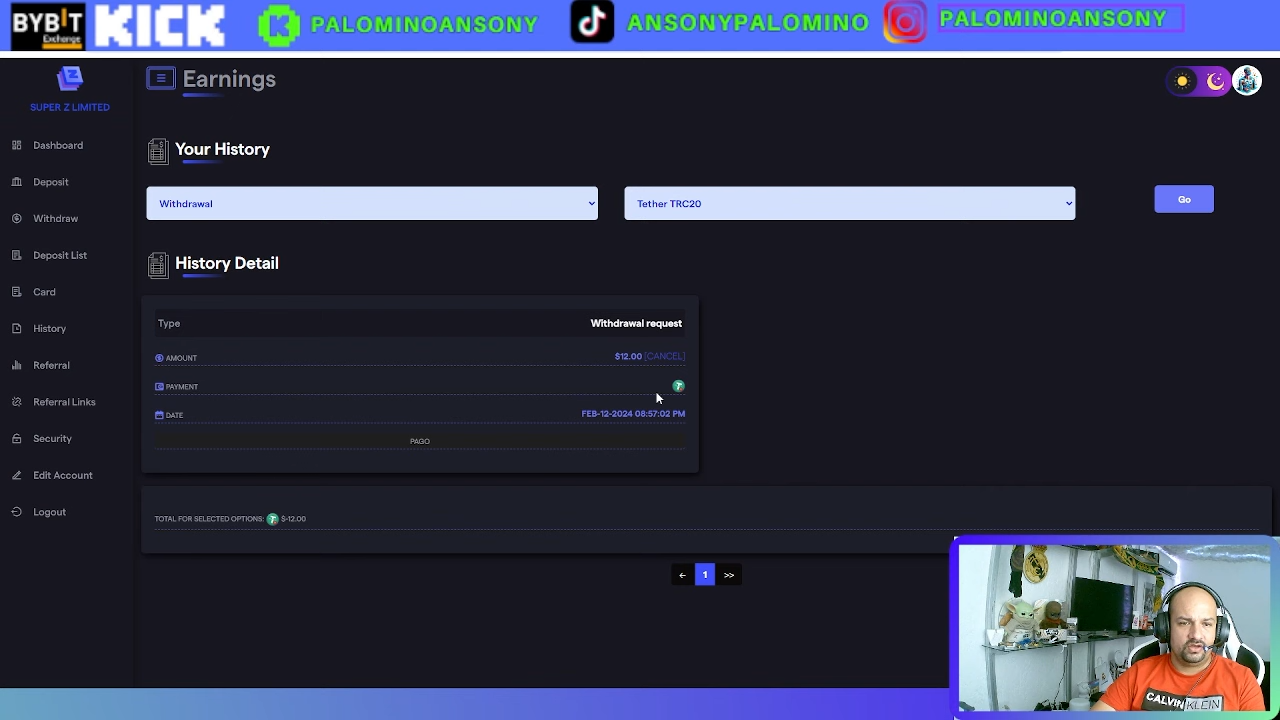 BYBIT
Exchange
KICK
PALOMINOANSONY
ANSONYPALOMINO
PALOMINOANSONY
SUPER Z LIMITED
Earnings
Dashboard
Deposit
Withdraw
Deposit List
Card
History
Referral
Referral Links
Security
Edit Account
Logout
Your History
Withdrawal
Tether TRC20
Go
History Detail
Type Withdrawal request
AMOUNT $12.00 [CANCEL]
PAYMENT
DATE FEB-12-2024 08:57:02 PM
PAGO
TOTAL FOR SELECTED OPTIONS: $-12.00
← 1 >>
CALVIN KLEIN